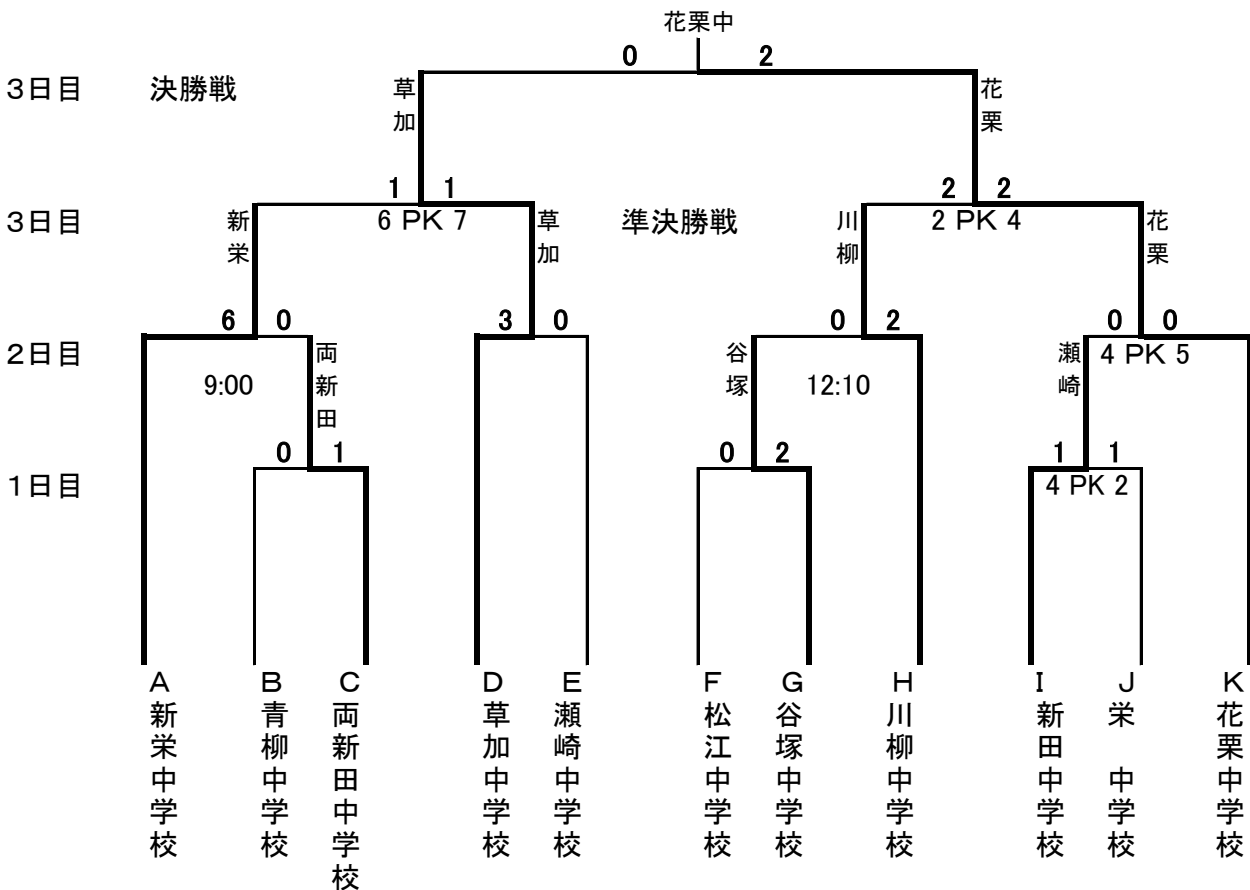 花栗中
0 2
3日目 決勝戦 草加 花栗
1 1 2 2
3日目 新栄 6 PK 7 草加 準決勝戦 川柳 2 PK 4 花栗
6 0 3 0 0 2 0 0
2日目 両新田 谷塚 瀬崎 4 PK 5
9:00 12:10
0 1 0 2 1 1
1日目 4 PK 2
A B C D E F G H I J K
新栄中学校
青柳中学校
両新田中学校
草加中学校
瀬崎中学校
松江中学校
谷塚中学校
川柳中学校
新田中学校
栄 中学校
花栗中学校